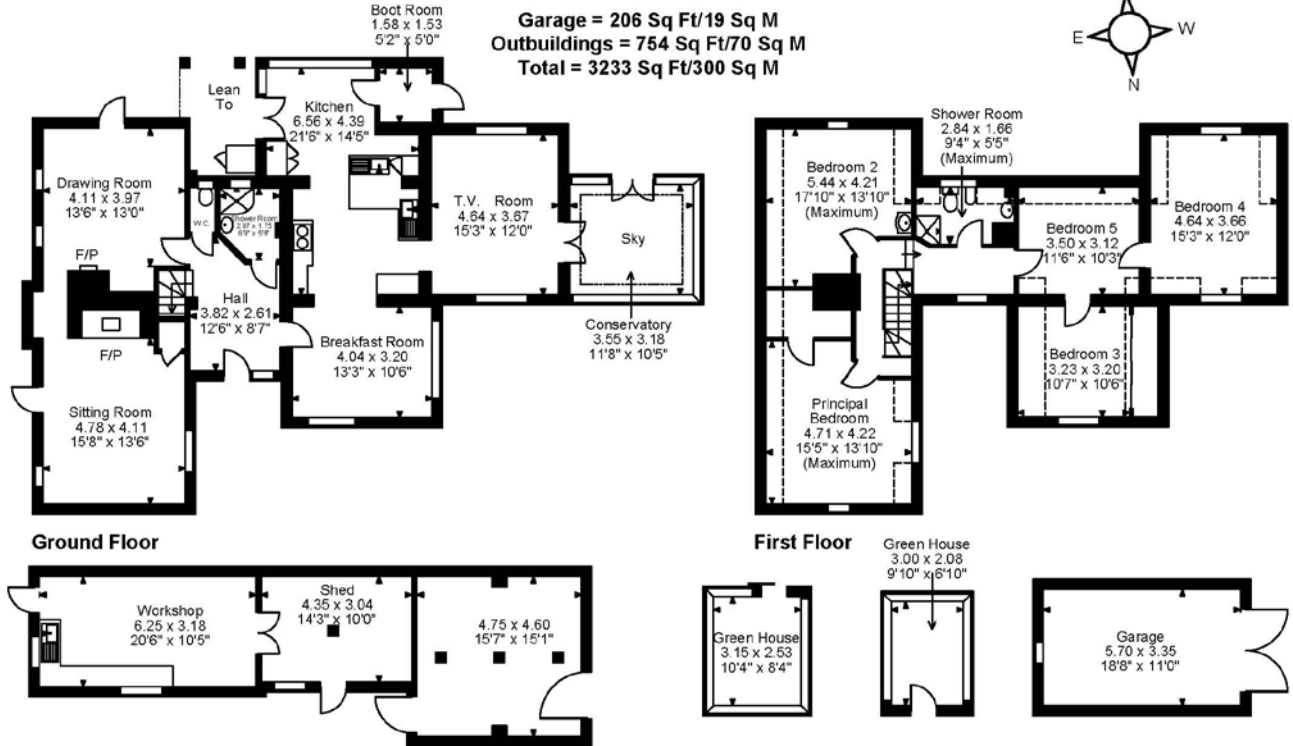 Garage = 206 Sq Ft/19 Sq M
Outbuildings = 754 Sq Ft/70 Sq M
Total = 3233 Sq Ft/300 Sq M
E
W
N
Boot Room
1.58 x 1.53
5'2" x 5'0"
Lean
To
Kitchen
6.56 x 4.39
21'6" x 14'5"
Drawing Room
4.11 x 3.97
13'6" x 13'0"
W.C.
Shower Room
F/P
T.V. Room
4.64 x 3.67
15'3" x 12'0"
Sky
Hall
3.82 x 2.61
12'6" x 8'7"
F/P
Breakfast Room
4.04 x 3.20
13'3" x 10'6"
Conservatory
3.55 x 3.18
11'8" x 10'5"
Sitting Room
4.78 x 4.11
15'8" x 13'6"
Ground Floor
Shower Room
2.84 x 1.66
9'4" x 5'5"
(Maximum)
Bedroom 2
5.44 x 4.21
17'10" x 13'10"
(Maximum)
Bedroom 5
3.50 x 3.12
11'6" x 10'3"
Bedroom 4
4.64 x 3.66
15'3" x 12'0"
Bedroom 3
3.23 x 3.20
10'7" x 10'6"
Principal
Bedroom
4.71 x 4.22
15'5" x 13'10"
(Maximum)
First Floor
Workshop
6.25 x 3.18
20'6" x 10'5"
Shed
4.35 x 3.04
14'3" x 10'0"
4.75 x 4.60
15'7" x 15'1"
Green House
3.15 x 2.53
10'4" x 8'4"
Green House
3.00 x 2.08
9'10" x 6'10"
Garage
5.70 x 3.35
18'8" x 11'0"